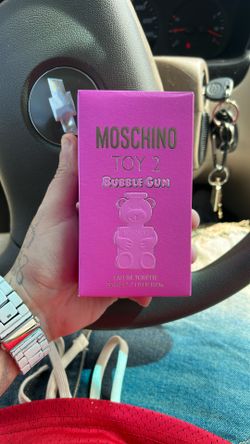 MOSCHINO
TOY 2
BUBBLE GUM
EAU DE TOILETTE